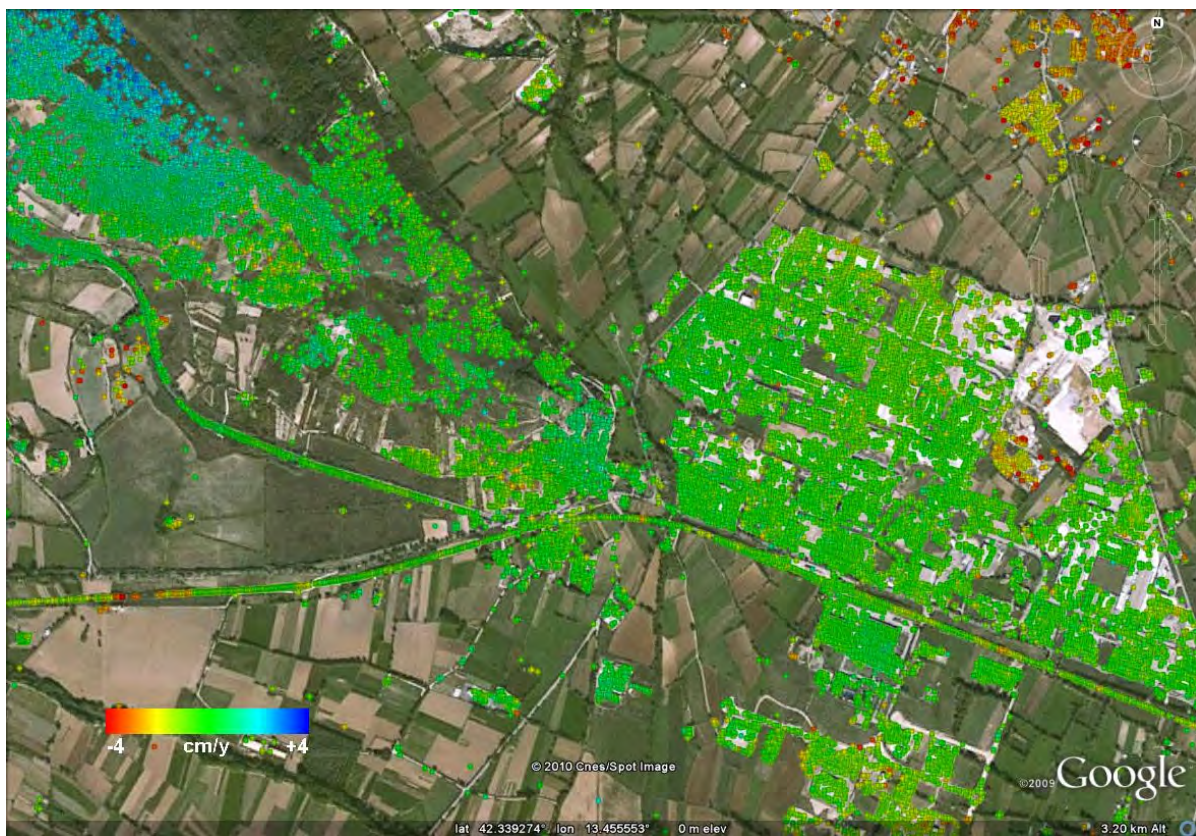 N
-4 cm/y +4
© 2010 Cnes/Spot Image
©2009 Google
lat 42.339274° lon 13.455553° 0 m elev 3.20 km Alt